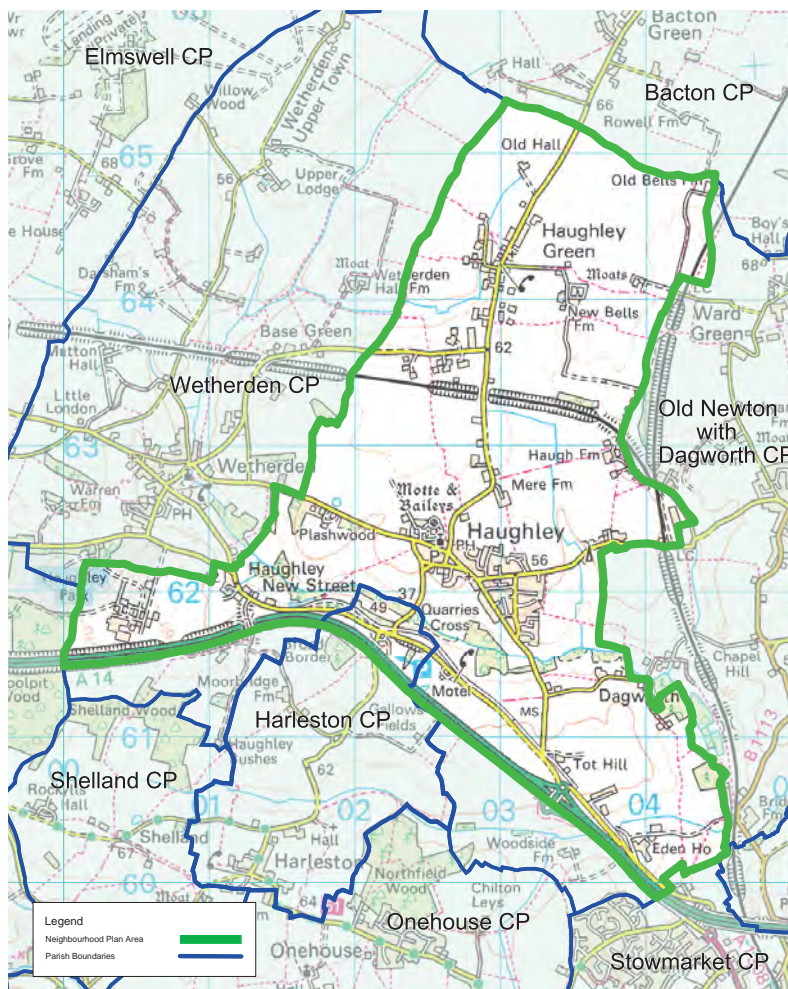 Elmswell CP
Bacton
Green
Bacton CP
Hall
66
Rowell Fm
Willow
Wood
Wetherden
Upper Town
65
68
56
Upper
Lodge
Old Hall
Old Bells Fm
Haughley
Green
Boy's
Hall
68
Moat
Wetherden
Hall Fm
Moats
Fm
64
New Bells
Fm
Ward
Green
Base Green
62
Hall
Wetherden CP
Little
London
Old Newton
with
Dagworth CP
63
Wetherden
Haugh Fm
Mere Fm
Warren
Fm
PH
Motte &
Baileys
Plashwood
Haughley
PH
56
LC
Haughley
New Street
62
Park
37
49
Quarries
Cross
Border
A 14
Moorbridge
Fm
Motel
MS
Dagworth
Chapel
Hill
Shelland Wood
Harleston CP
Gallows
Fields
B1113
61
Haughley
Bushes
Tot Hill
Shelland CP
62
01
02
03
04
Hall
Shelland
67
Hall
Harleston
Woodside
Fm
Eden Ho
60
Moat
64
Northfield
Wood
Chilton
Leys
Onehouse CP
Onehouse
Stowmarket CP
Legend
Neighbourhood Plan Area
Parish Boundaries